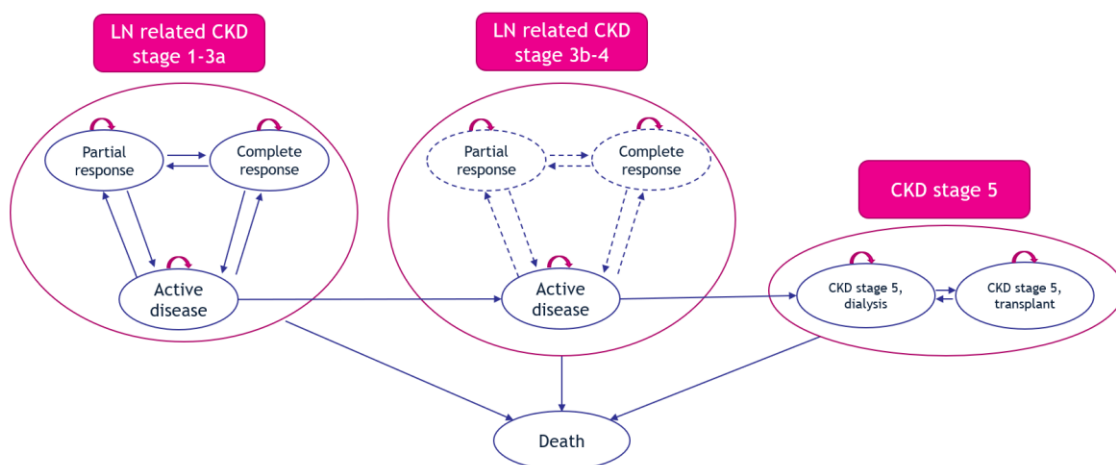 LN related CKD
stage 1-3a
LN related CKD
stage 3b-4
Partial
response
Complete
response
Partial
response
Complete
response
CKD stage 5
Active
disease
Active
disease
CKD stage 5,
dialysis
CKD stage 5,
transplant
Death